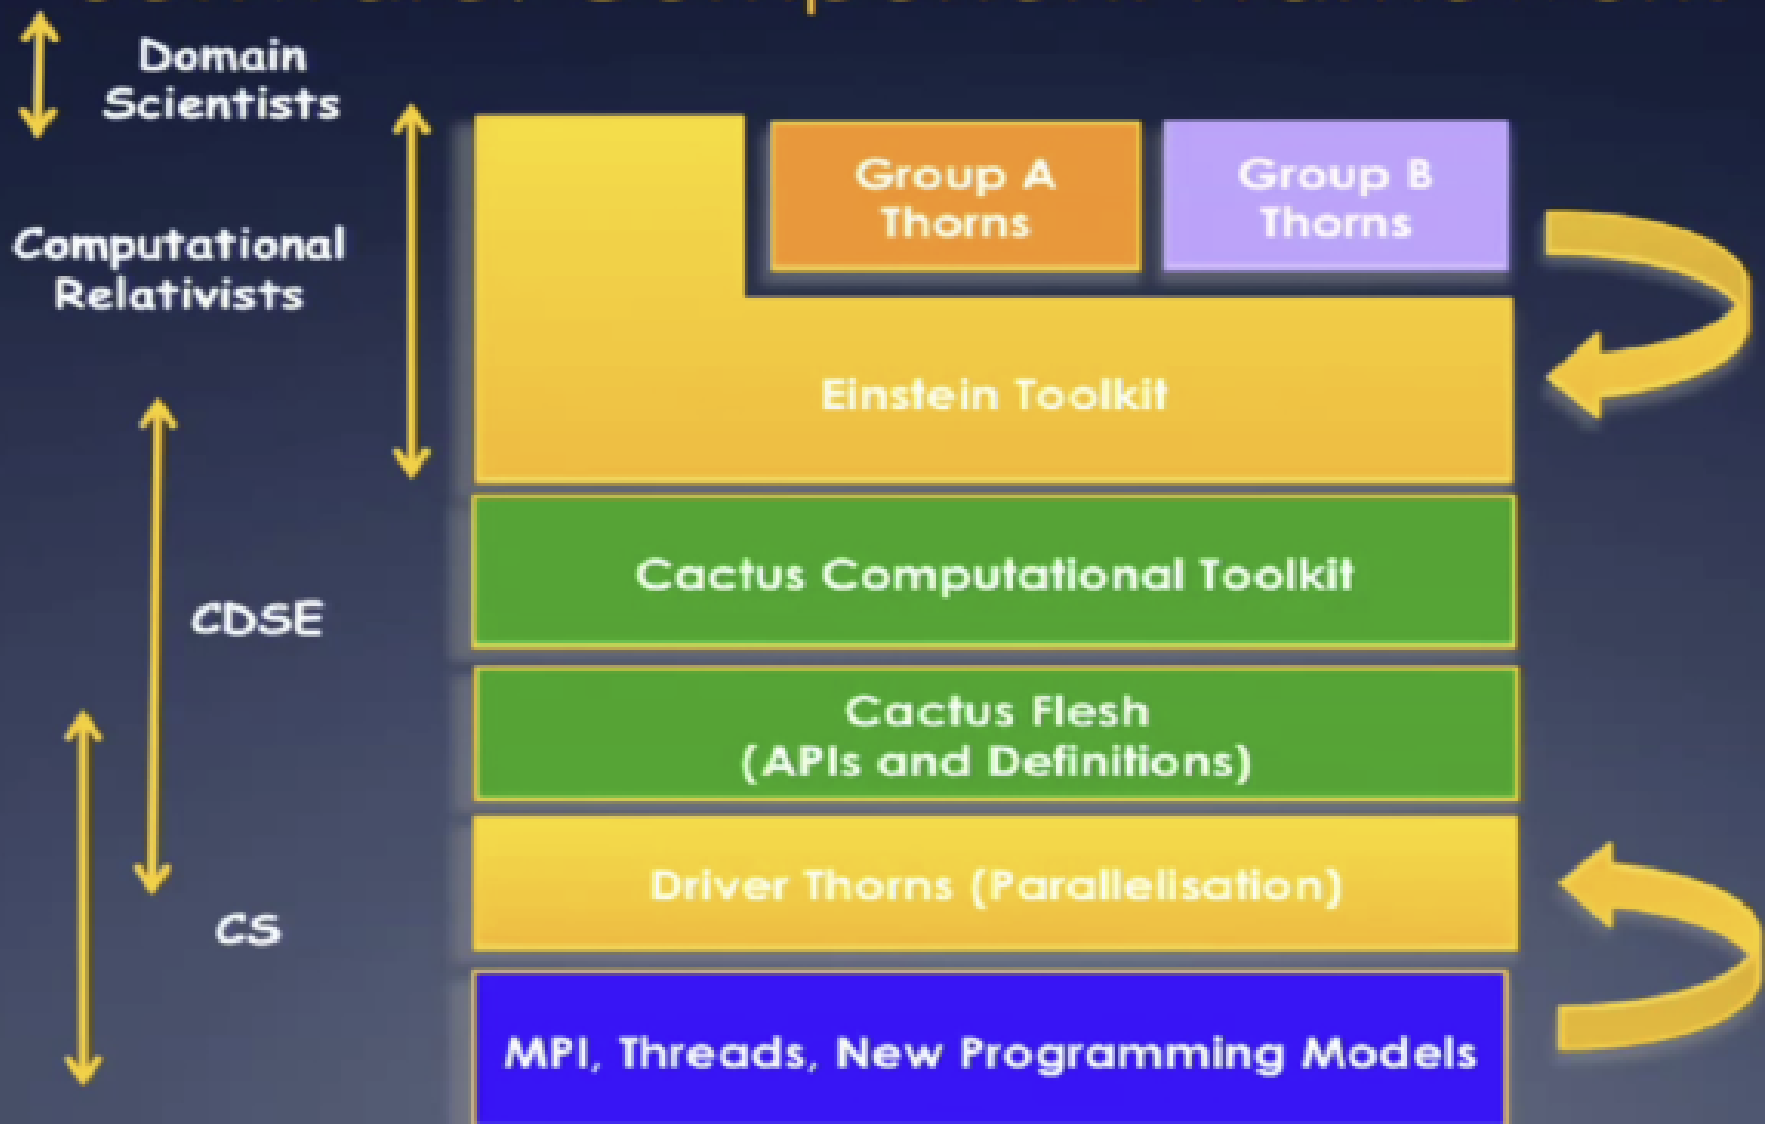 Domain
Scientists
Computational
Relativists
CDSE
CS
Group A
Thorns
Group B
Thorns
Einstein Toolkit
Cactus Computational Toolkit
Cactus Flesh
(APIs and Definitions)
Driver Thorns (Parallelisation)
MPI, Threads, New Programming Models